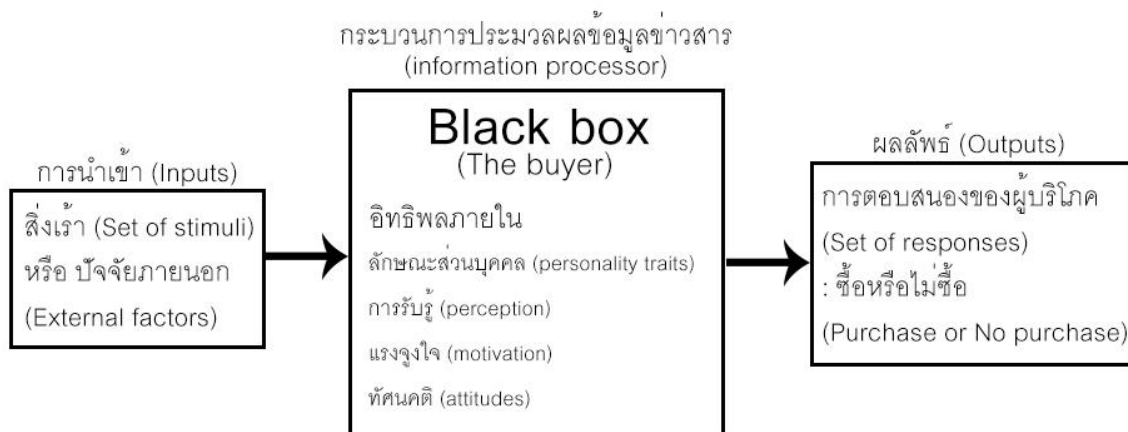 กระบวนการประมวลผลข้อมูลข่าวสาร
(information processor)
การนำเข้า (Inputs)
สิ่งเร้า (Set of stimuli)
หรือ ปัจจัยภายนอก
(External factors)
Black box
(The buyer)
อิทธิพลภายใน
ลักษณะส่วนบุคคล (personality traits)
การรับรู้ (perception)
แรงจูงใจ (motivation)
ทัศนคติ (attitudes)
ผลลัพธ์ (Outputs)
การตอบสนองของผู้บริโภค
(Set of responses)
: ซื้อหรือไม่ซื้อ
(Purchase or No purchase)